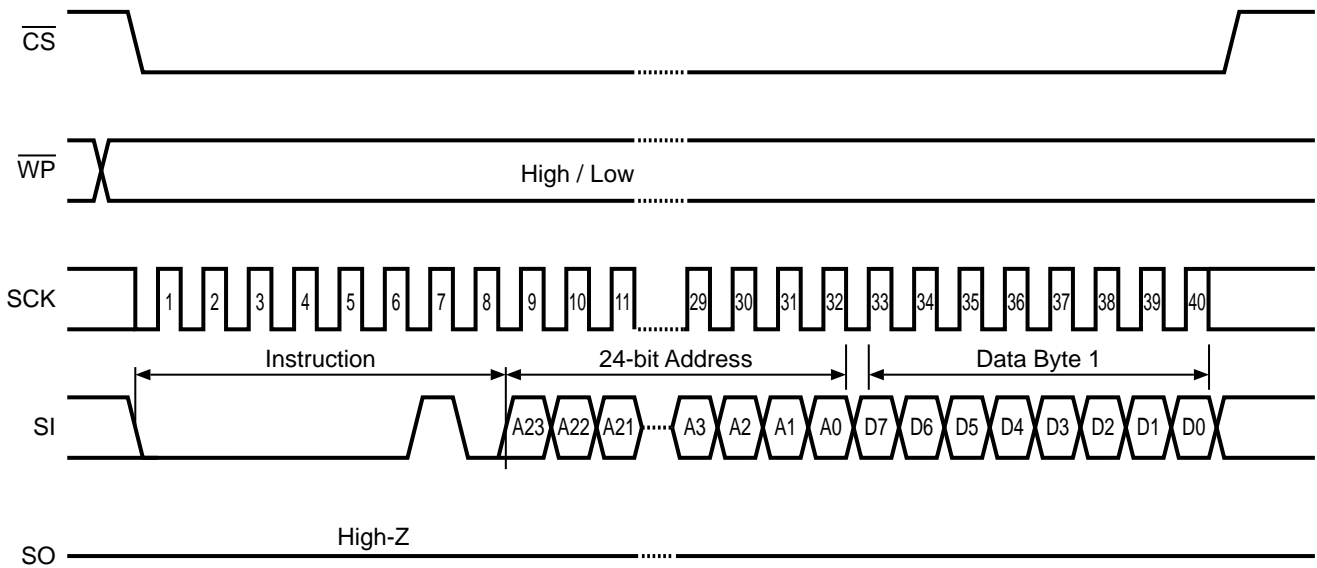 CS
WP
High / Low
SCK
1 2 3 4 5 6 7 8 9 10 11 29 30 31 32 33 34 35 36 37 38 39 40
Instruction 24-bit Address Data Byte 1
SI
A23 A22 A21 A3 A2 A1 A0 D7 D6 D5 D4 D3 D2 D1 D0
High-Z
SO